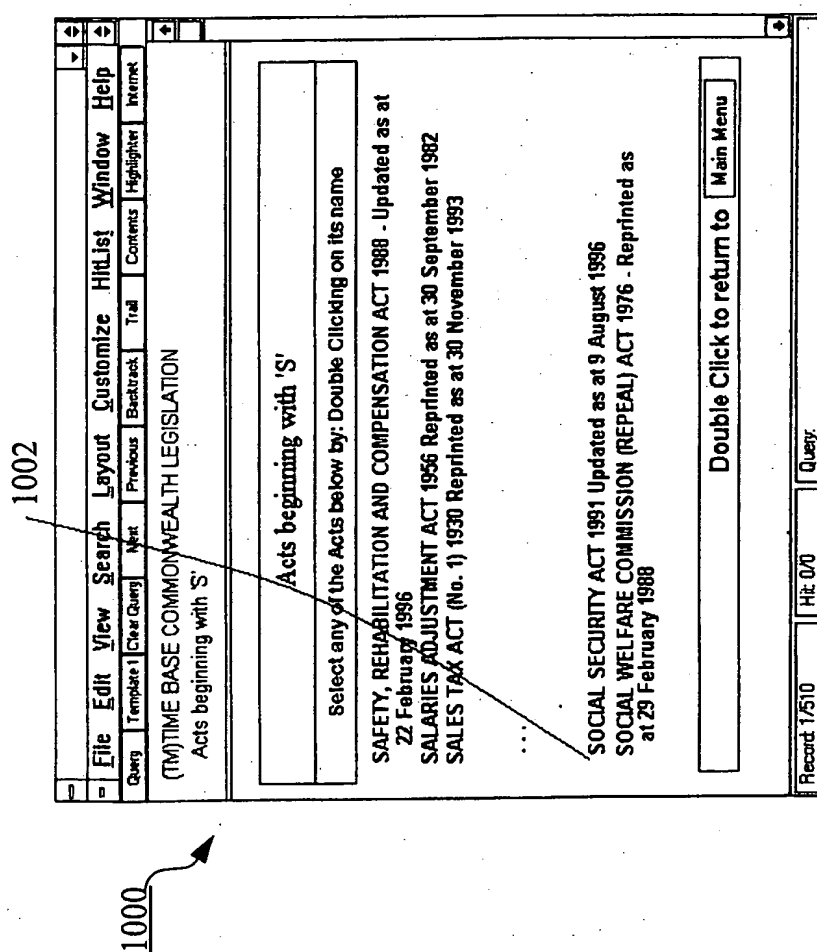 1002
1000
File Edit View Search Layout Customize HitList Window Help
Query Template 1 Clear Query Next Previous Backtrack Trail Contents Highlighter Internet
(TM)TIME BASE COMMONWEALTH LEGISLATION
Acts beginning with 'S'
Acts beginning with 'S'
Select any of the Acts below by: Double Clicking on its name
SAFETY, REHABILITATION AND COMPENSATION ACT 1988 - Updated as at
22 February 1996
SALARIES ADJUSTMENT ACT 1956 Reprinted as at 30 September 1982
SALES TAX ACT (No. 1) 1930 Reprinted as at 30 November 1993
....
SOCIAL SECURITY ACT 1991 Updated as at 9 August 1996
SOCIAL WELFARE COMMISSION (REPEAL) ACT 1976 - Reprinted as
at 29 February 1988
Double Click to return to Main Menu
Record: 1/510 Hit: 0/0 Query: